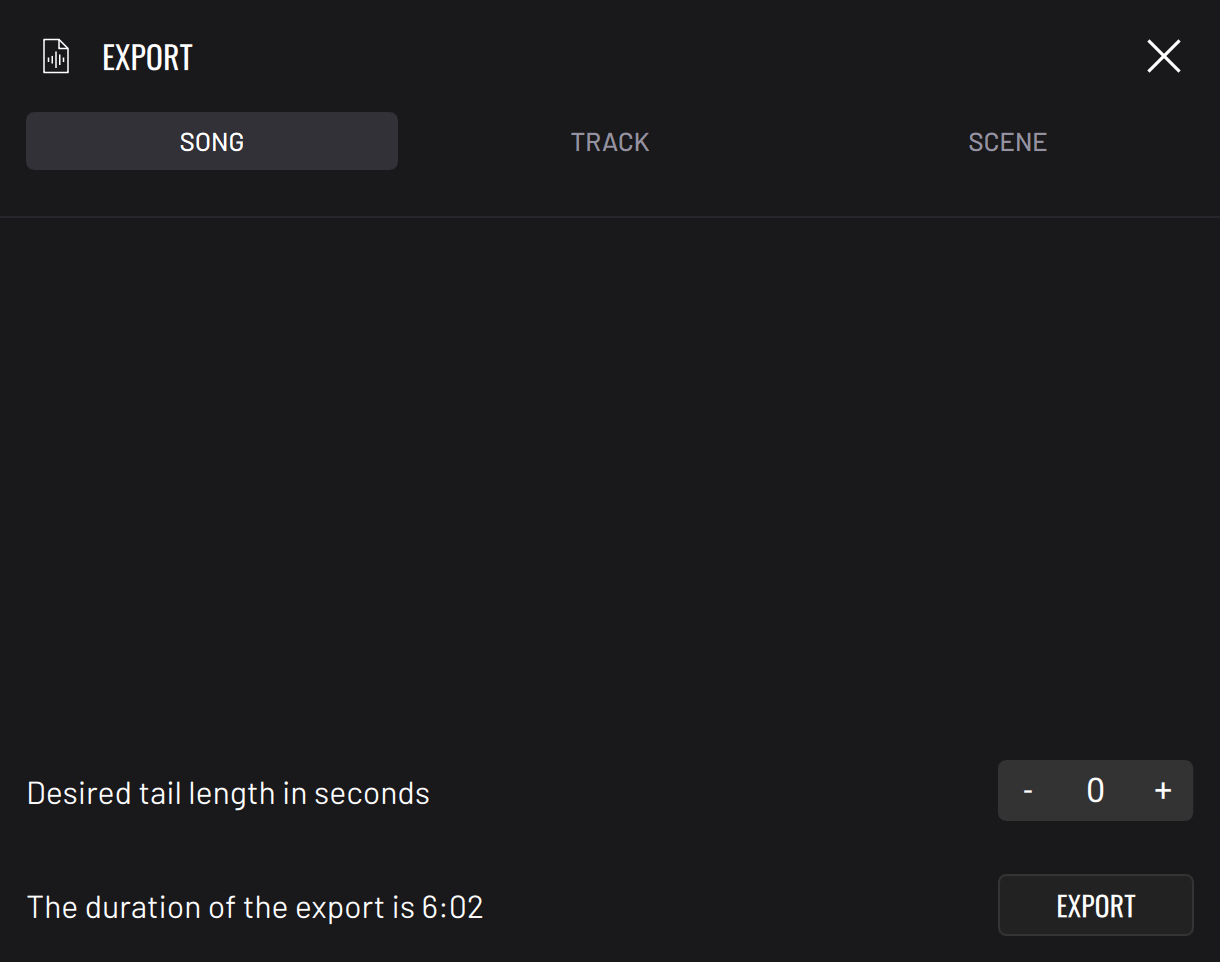 EXPORT
SONG TRACK SCENE
Desired tail length in seconds - 0 +
The duration of the export is 6:02 EXPORT